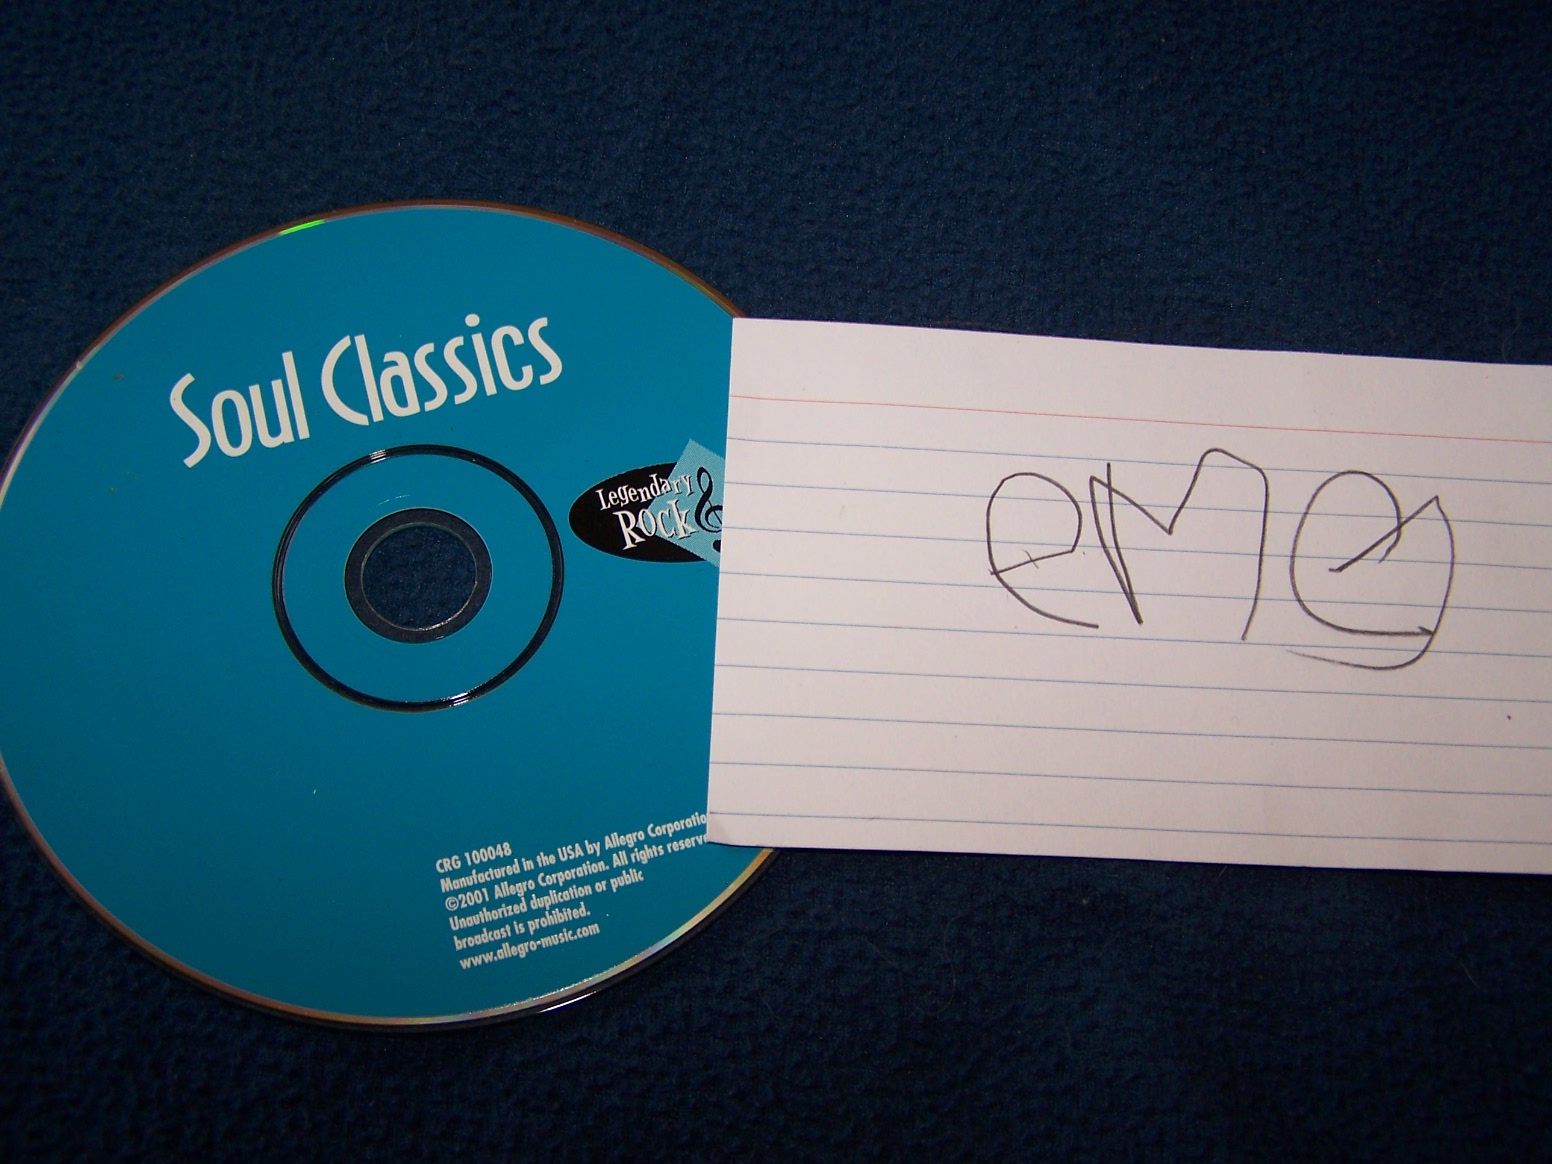 Soul Classics
Legendary
Rock
CRG 100048
Manufactured in the USA by Allegro Corporatio
©2001 Allegro Corporation. All rights reserve
Unauthorized duplication or public
broadcast is prohibited.
www.allegro-music.com
eMG